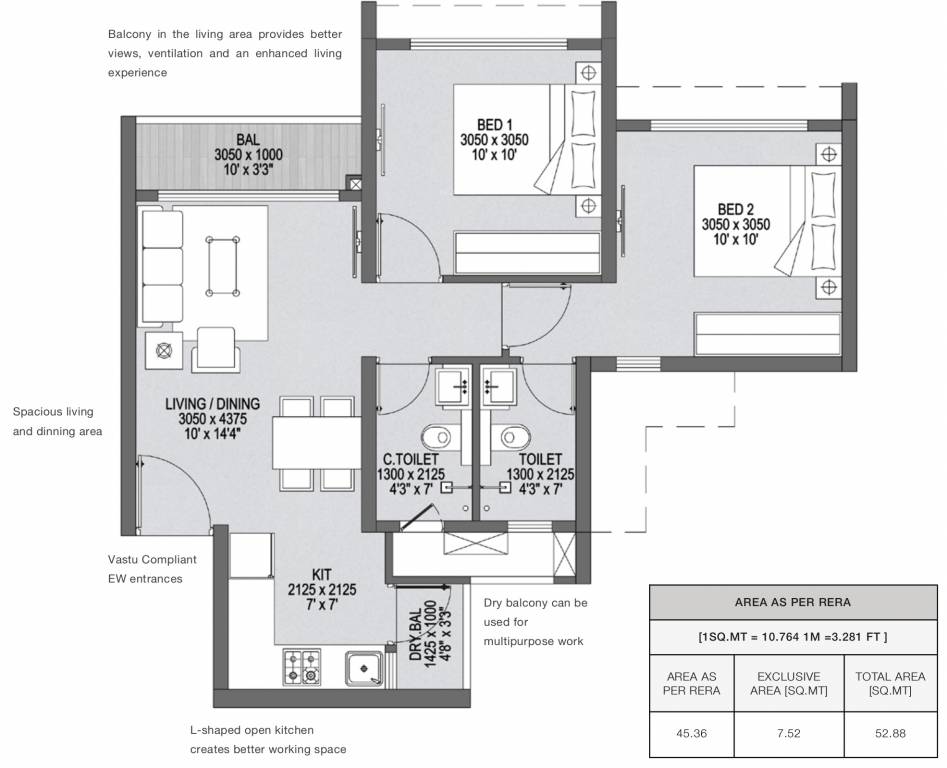 Balcony in the living area provides better
views, ventilation and an enhanced living
experience
BED 1
3050 x 3050
10' x 10'
BAL
3050 x 1000
10' x 3'3"
BED 2
3050 x 3050
10' x 10'
Spacious living
and dinning area
LIVING / DINING
3050 x 4375
10' x 14'4"
C.TOILET
1300 x 2125
4'3" x 7'
TOILET
1300 x 2125
4'3" x 7'
Vastu Compliant
EW entrances
KIT
2125 x 2125
7' x 7'
DRY.BAL
1425 x 1000
4'8" x 3'3"
Dry balcony can be
used for
multipurpose work
L-shaped open kitchen
creates better working space
AREA AS PER RERA
[1SQ.MT = 10.764 1M =3.281 FT ]
AREA AS
PER RERA
EXCLUSIVE
AREA [SQ.MT]
TOTAL AREA
[SQ.MT]
45.36
7.52
52.88